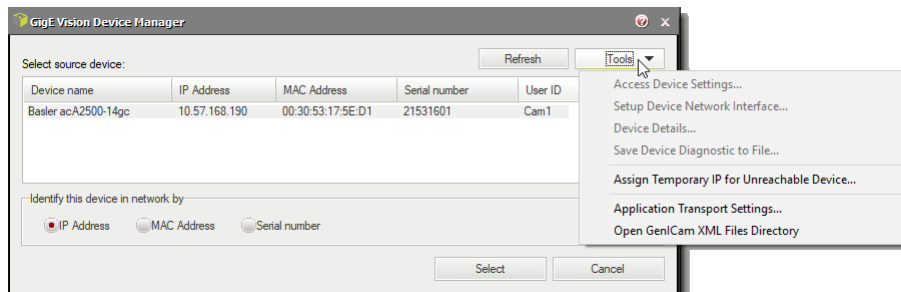 GigE Vision Device Manager
Select source device:
Refresh
Tools
Device name IP Address MAC Address Serial number User ID
Basler acA2500-14gc 10.57.168.190 00:30:53:17:5E:D1 21531601 Cam1
Access Device Settings...
Setup Device Network Interface...
Device Details...
Save Device Diagnostic to File...
Assign Temporary IP for Unreachable Device...
Application Transport Settings...
Open GenICam XML Files Directory
Identify this device in network by
IP Address MAC Address Serial number
Select Cancel